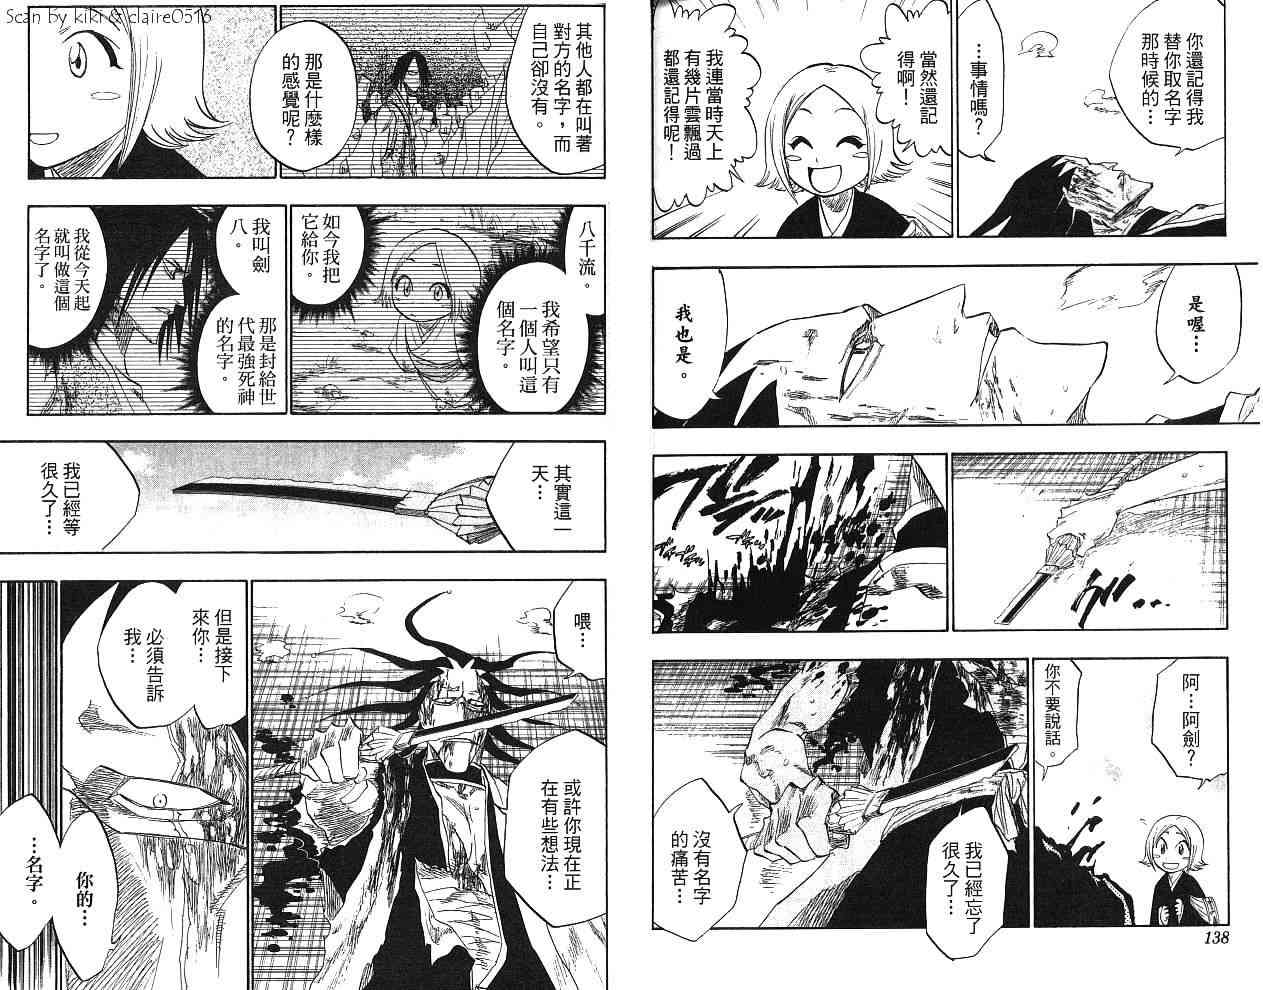 Scan by kiki & claire0516
你還記得我
替你取名字
那時候的…
…事情嗎？
當然還記
得啊！
我連當時天上
有幾片雲飄過
都還記得呢！
是喔…
我也是。
阿…阿劍？
你不要說話。
我已經忘了
很久了…
沒有名字
的痛苦…
138
其他人都在叫著
對方的名字，而
自己卻沒有。
那是什麼樣
的感覺呢？
八千流。
我希望只有
一個人叫這
個名字。
如今我把
它給你。
我叫劍
八。
那是封給世
代最強死神
的名字。
我從今天起
就叫做這個
名字了。
其實這一
天…
我已經等
很久了…
喂…
或許你現在正
在有些想法…
但是接下
來你…
必須告訴
我…
你的…
…名字。